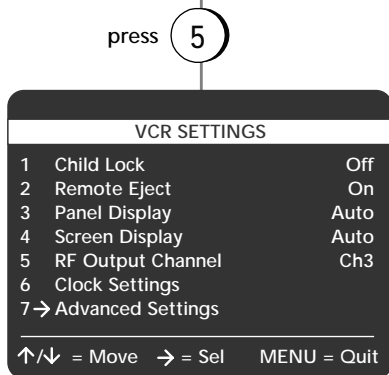 press 5
VCR SETTINGS
1 Child Lock Off
2 Remote Eject On
3 Panel Display Auto
4 Screen Display Auto
5 RF Output Channel Ch3
6 Clock Settings
7→ Advanced Settings
↑/↓ = Move → = Sel MENU = Quit